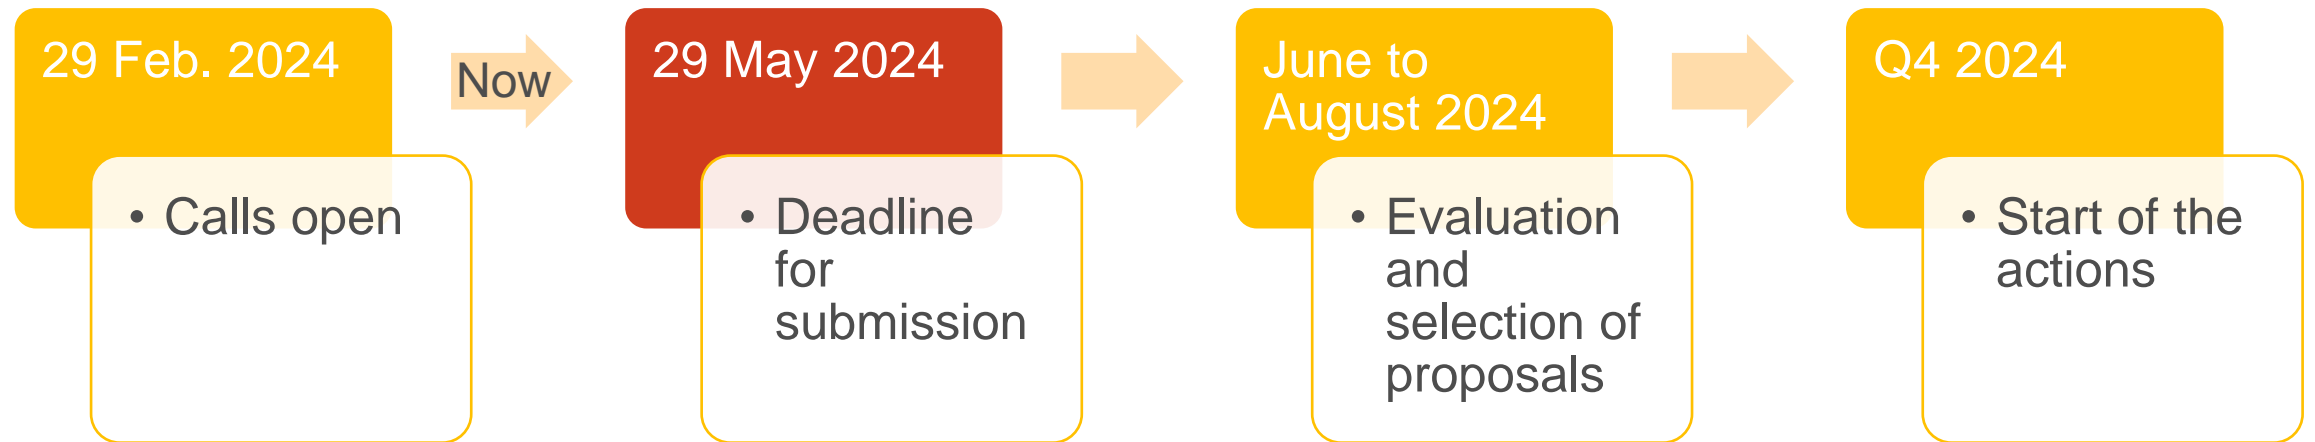 29 Feb. 2024
• Calls open
Now
29 May 2024
• Deadline
for
submission
June to
August 2024
• Evaluation
and
selection of
proposals
Q4 2024
• Start of the
actions